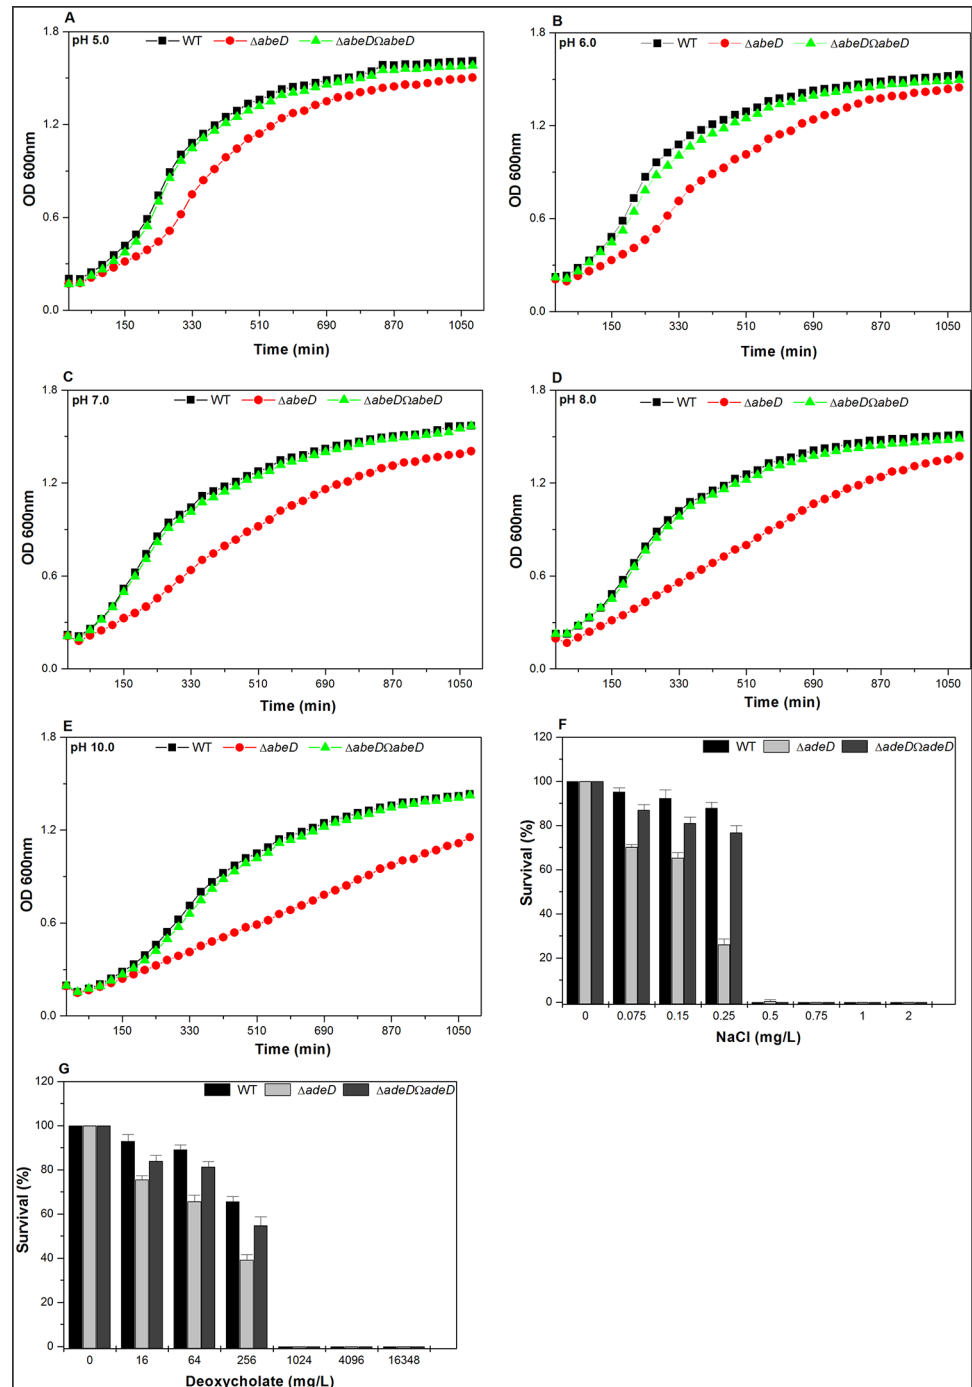 A
pH 5.0 WT ΔabeD ΔabeDΩabeD
1.8
1.2
0.6
0.0
OD 600nm
150 330 510 690 870 1050
Time (min)
B
pH 6.0 WT ΔabeD ΔabeDΩabeD
1.8
1.2
0.6
0.0
OD 600nm
150 330 510 690 870 1050
Time (min)
C
pH 7.0 WT ΔabeD ΔabeDΩabeD
1.8
1.2
0.6
0.0
OD 600nm
150 330 510 690 870 1050
Time (min)
D
pH 8.0 WT ΔabeD ΔabeDΩabeD
1.8
1.2
0.6
0.0
OD 600nm
150 330 510 690 870 1050
Time (min)
E
pH 10.0 WT ΔabeD ΔabeDΩabeD
1.8
1.2
0.6
0.0
OD 600nm
150 330 510 690 870 1050
Time (min)
F
WT ΔadeD ΔadeDΩadeD
120
100
80
60
40
20
0
Survival (%)
0 0.075 0.15 0.25 0.5 0.75 1 2
NaCl (mg/L)
G
WT ΔadeD ΔadeDΩadeD
120
100
80
60
40
20
0
Survival (%)
0 16 64 256 1024 4096 16348
Deoxycholate (mg/L)